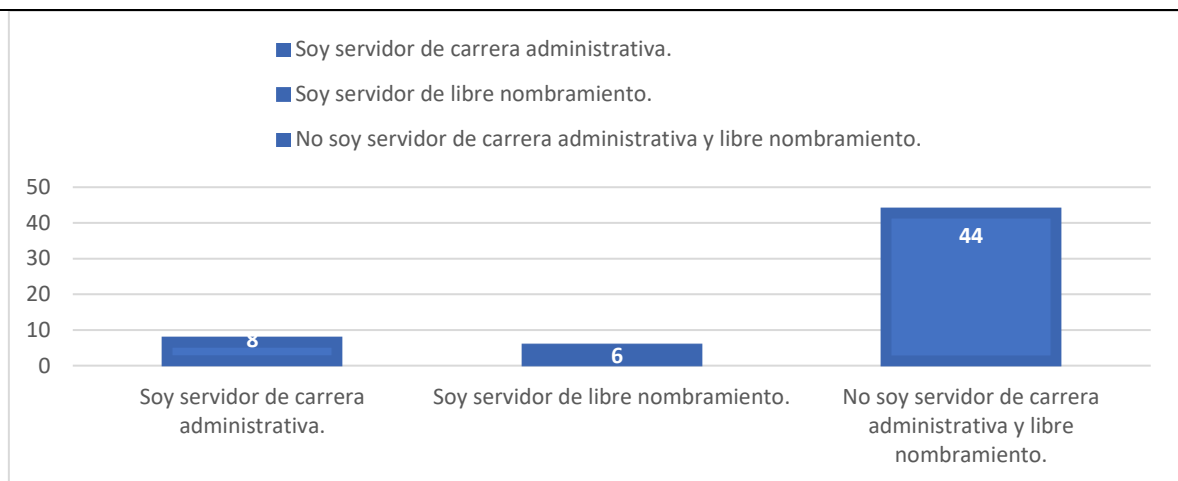 Soy servidor de carrera administrativa.
Soy servidor de libre nombramiento.
No soy servidor de carrera administrativa y libre nombramiento.
50
40
30
20
10
0
8
6
44
Soy servidor de carrera
administrativa.
Soy servidor de libre nombramiento.
No soy servidor de carrera
administrativa y libre
nombramiento.